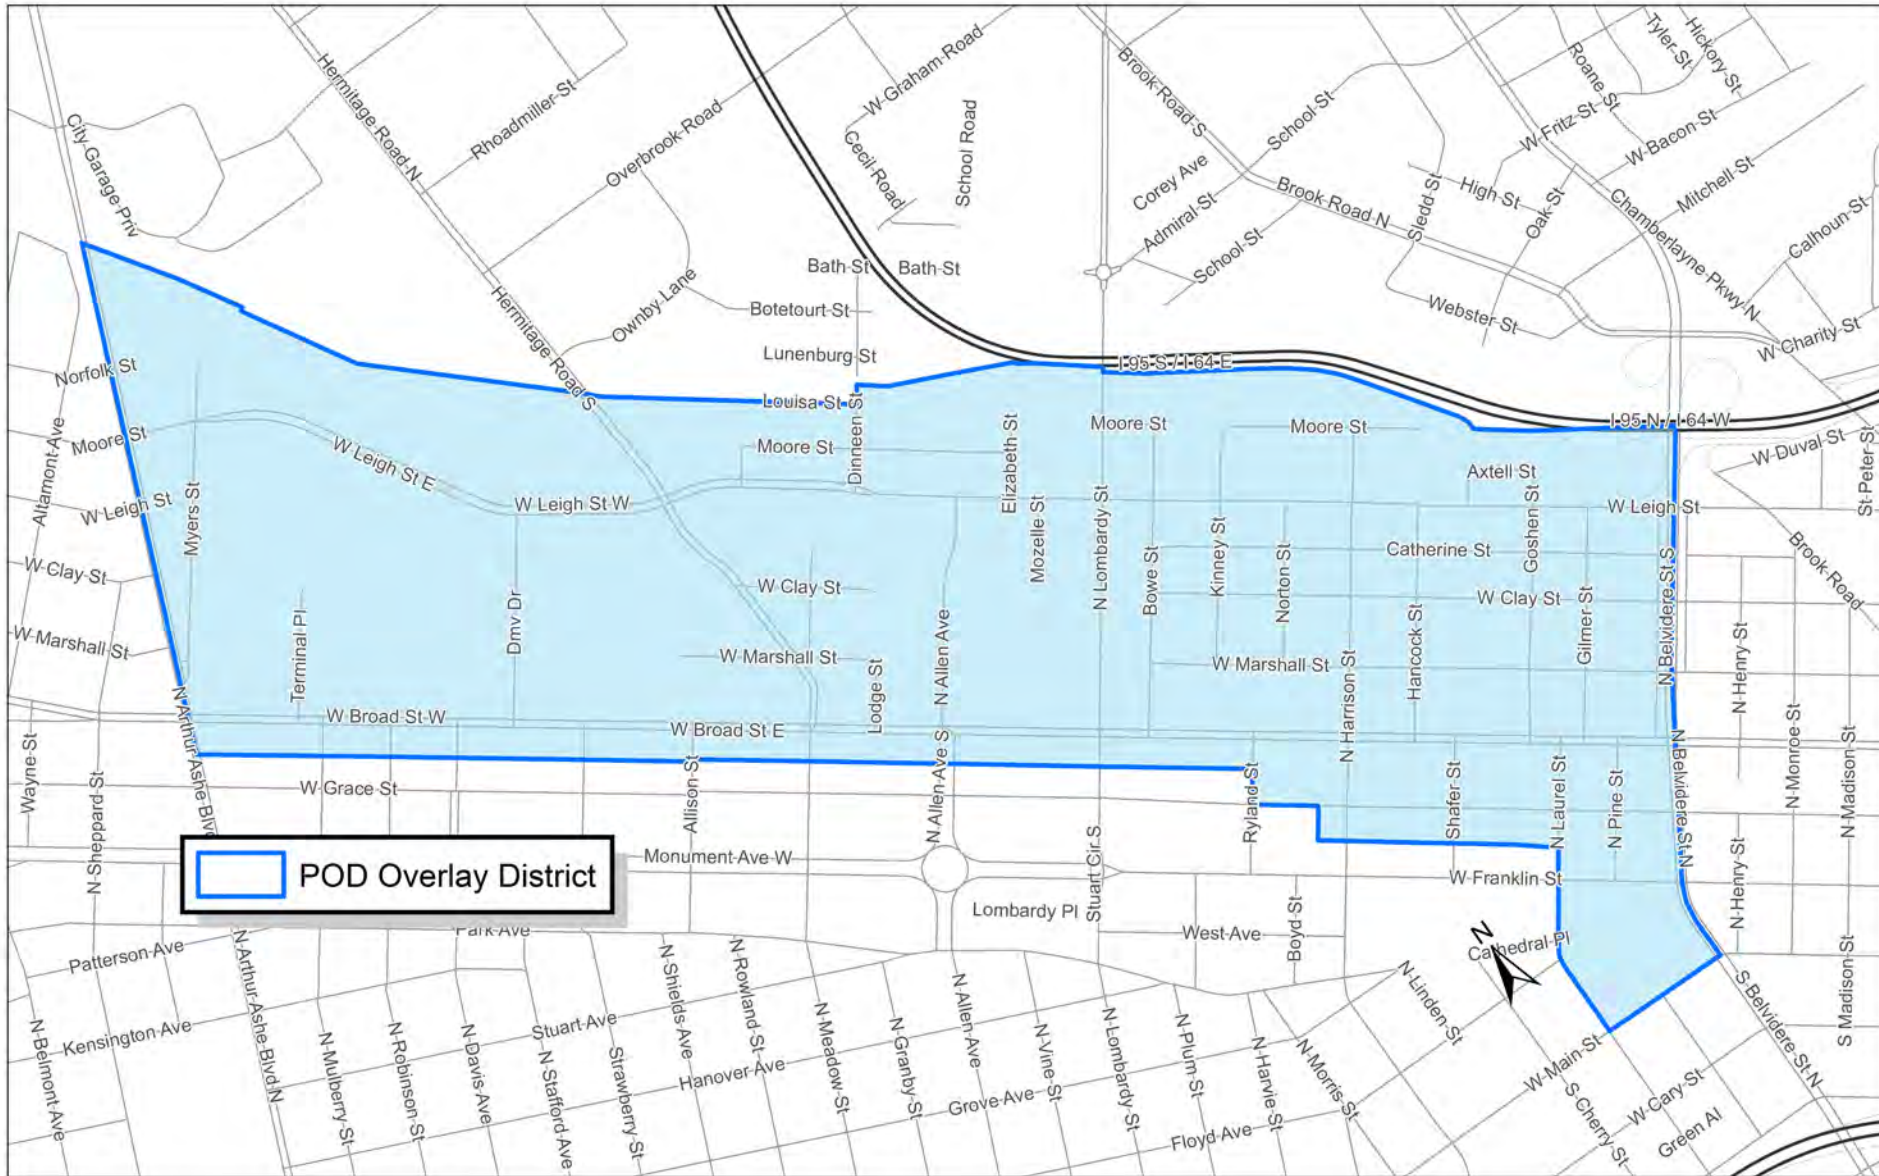 Hermitage Road N
Rhoadmiller St
Overbrook Road
W Graham Road
Cecil Road
School Road
Brook Road S
School St
Roane St
Tyler St
Hickory St
W Fritz St
W Bacon St
City Garage Priv
Corey Ave
Admiral St
School St
Brook Road N
Sledd St
High St
Oak St
Mitchell St
Chamberlayne Pkwy N
Calhoun St
Bath St
Bath St
Hermitage Road S
Ownby Lane
Botetourt St
Webster St
W Charity St
Lunenburg St
I 95 S / I 64 E
Norfolk St
Louisa St
I 95 N / I 64 W
Altamont Ave
Moore St
W Leigh St E
Moore St
Dinneen St
Elizabeth St
Moore St
Moore St
W Duval St
St Peter St
Axtell St
W Leigh St
Myers St
W Leigh St W
Mozelle St
N Lombardy St
Bowe St
Kinney St
Norton St
Catherine St
Goshen St
W Leigh St
Brook Road
W Clay St
Terminal Pl
Dmv Dr
W Clay St
N Allen Ave
W Clay St
Gilmer St
N Belvidere St S
W Marshall St
W Marshall St
Lodge St
W Marshall St
N Harrison St
Hancock St
N Henry St
N Arthur Ashe Blvd
W Broad St W
W Broad St E
N Allen Ave S
N Belvidere St N
N Monroe St
N Madison St
Wayne St
N Sheppard St
W Grace St
Allison St
Ryland St
Shafer St
N Laurel St
N Pine St
POD Overlay District
Monument Ave W
Stuart Cir S
W Franklin St
N Henry St
Lombardy Pl
West Ave
Boyd St
Cathedral Pl
N
Patterson Ave
Park Ave
N Arthur Ashe Blvd N
N Shields Ave
N Rowland St
N Linden St
S Belvidere St N
S Madison St
N Belmont Ave
Kensington Ave
N Mulberry St
N Robinson St
N Davis Ave
N Stafford Ave
Stuart Ave
Strawberry St
Hanover Ave
N Meadow St
N Granby St
N Allen Ave
Grove Ave
N Vine St
N Lombardy St
N Plum St
N Harvie St
N Morris St
Floyd Ave
W Main St
S Cherry St
W Cary St
Green Al